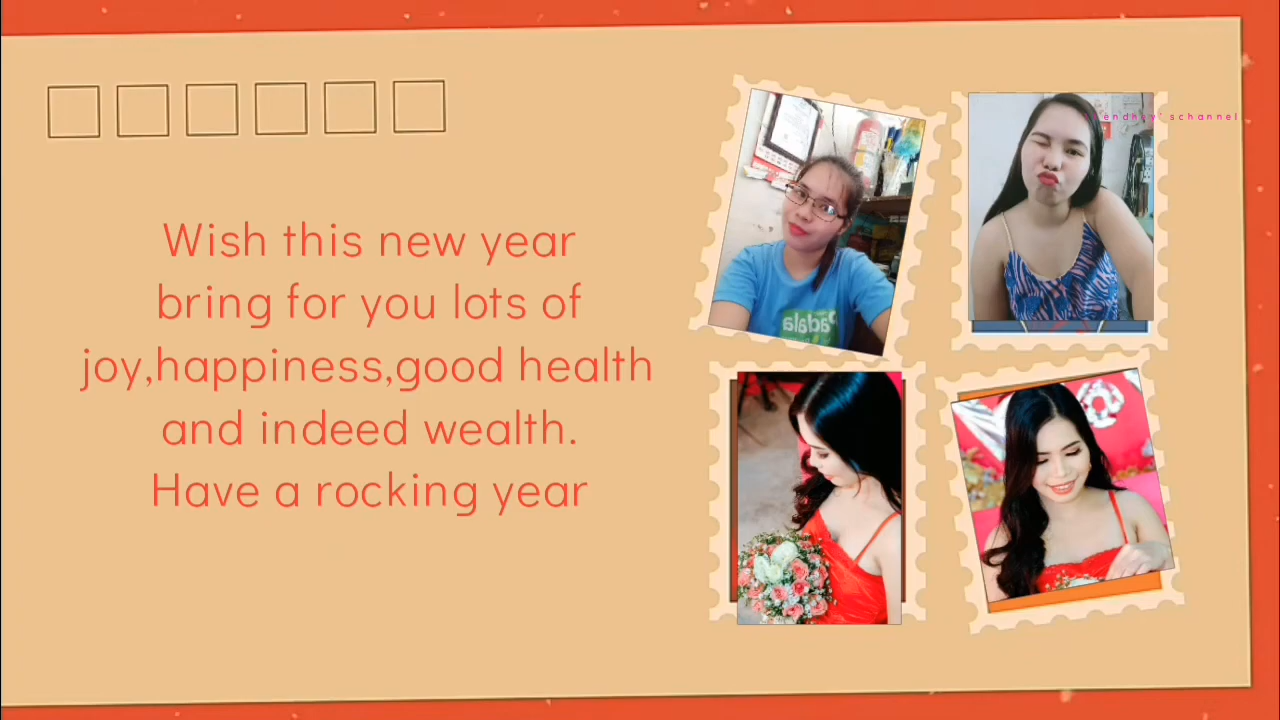 Wish this new year
bring for you lots of
joy,happiness,good health
and indeed wealth.
Have a rocking year
Padala